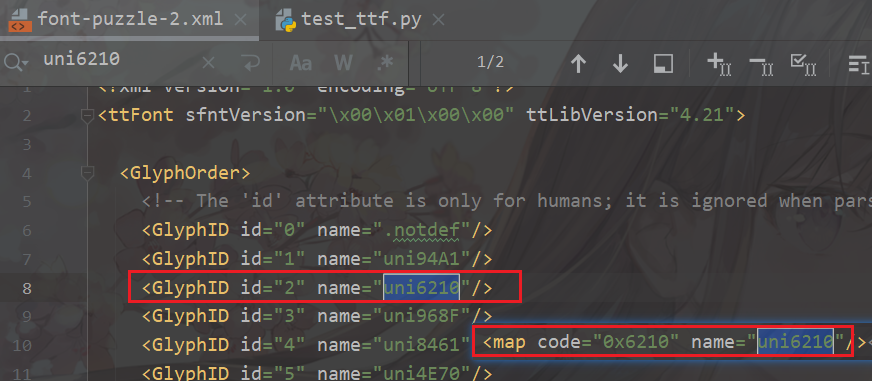 font-puzzle-2.xml × test_ttf.py ×
uni6210 × Aa W .* 1/2
1 <?xml version="1.0" encoding="UTF-8"?>
2 <ttFont sfntVersion="\x00\x01\x00\x00" ttLibVersion="4.21">
3
4 <GlyphOrder>
5 <!-- The 'id' attribute is only for humans; it is ignored when pars
6 <GlyphID id="0" name=".notdef"/>
7 <GlyphID id="1" name="uni94A1"/>
8 <GlyphID id="2" name="uni6210"/>
9 <GlyphID id="3" name="uni968F"/>
10 <GlyphID id="4" name="uni8461" <map code="0x6210" name="uni6210"/><
11 <GlyphID id="5" name="uni4E70"/>